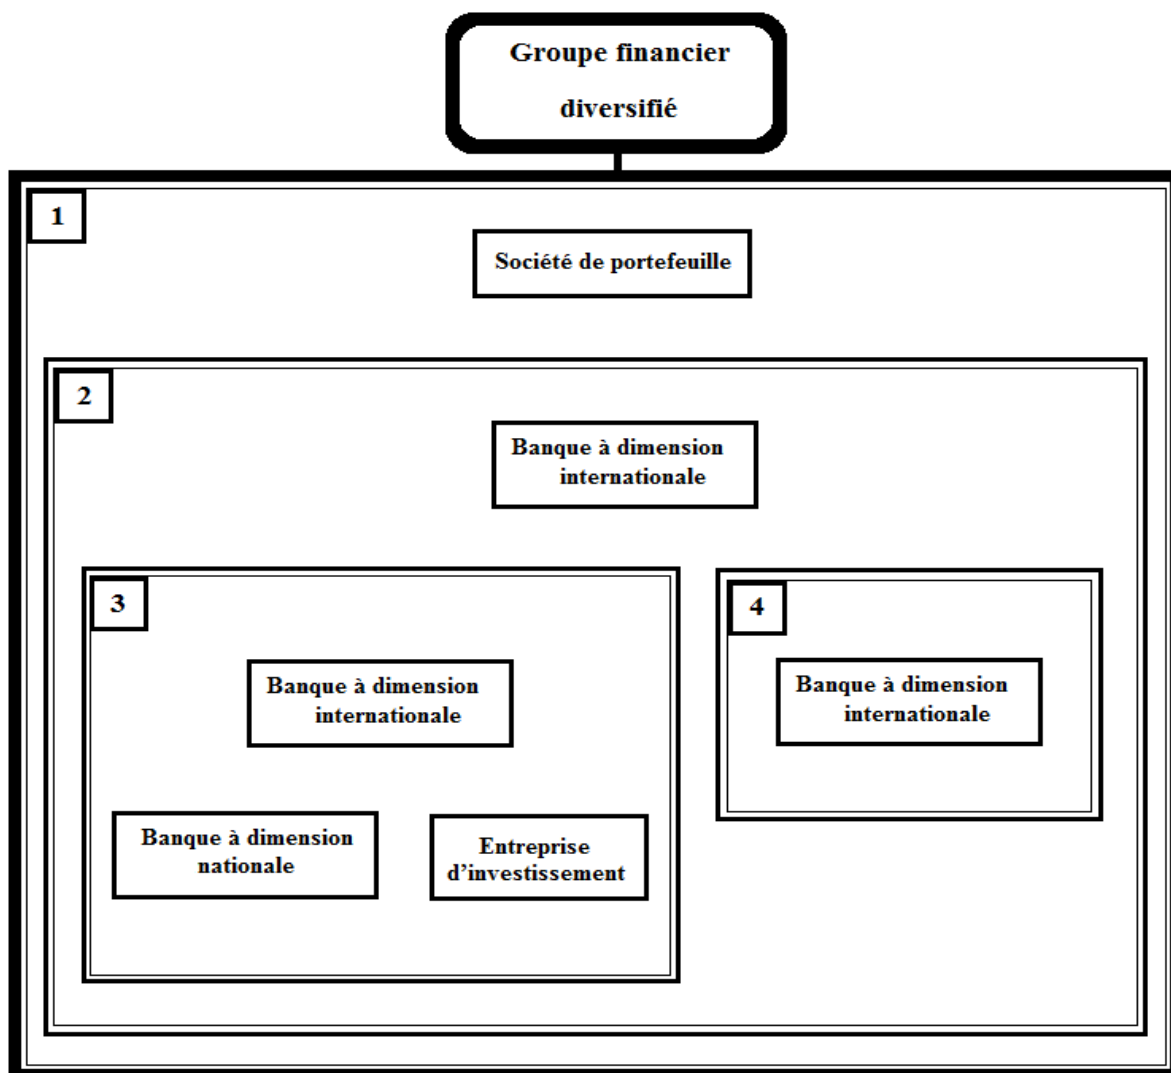 Groupe financier
diversifié
1
Société de portefeuille
2
Banque à dimension
internationale
3
Banque à dimension
internationale
Banque à dimension
nationale
Entreprise
d’investissement
4
Banque à dimension
internationale